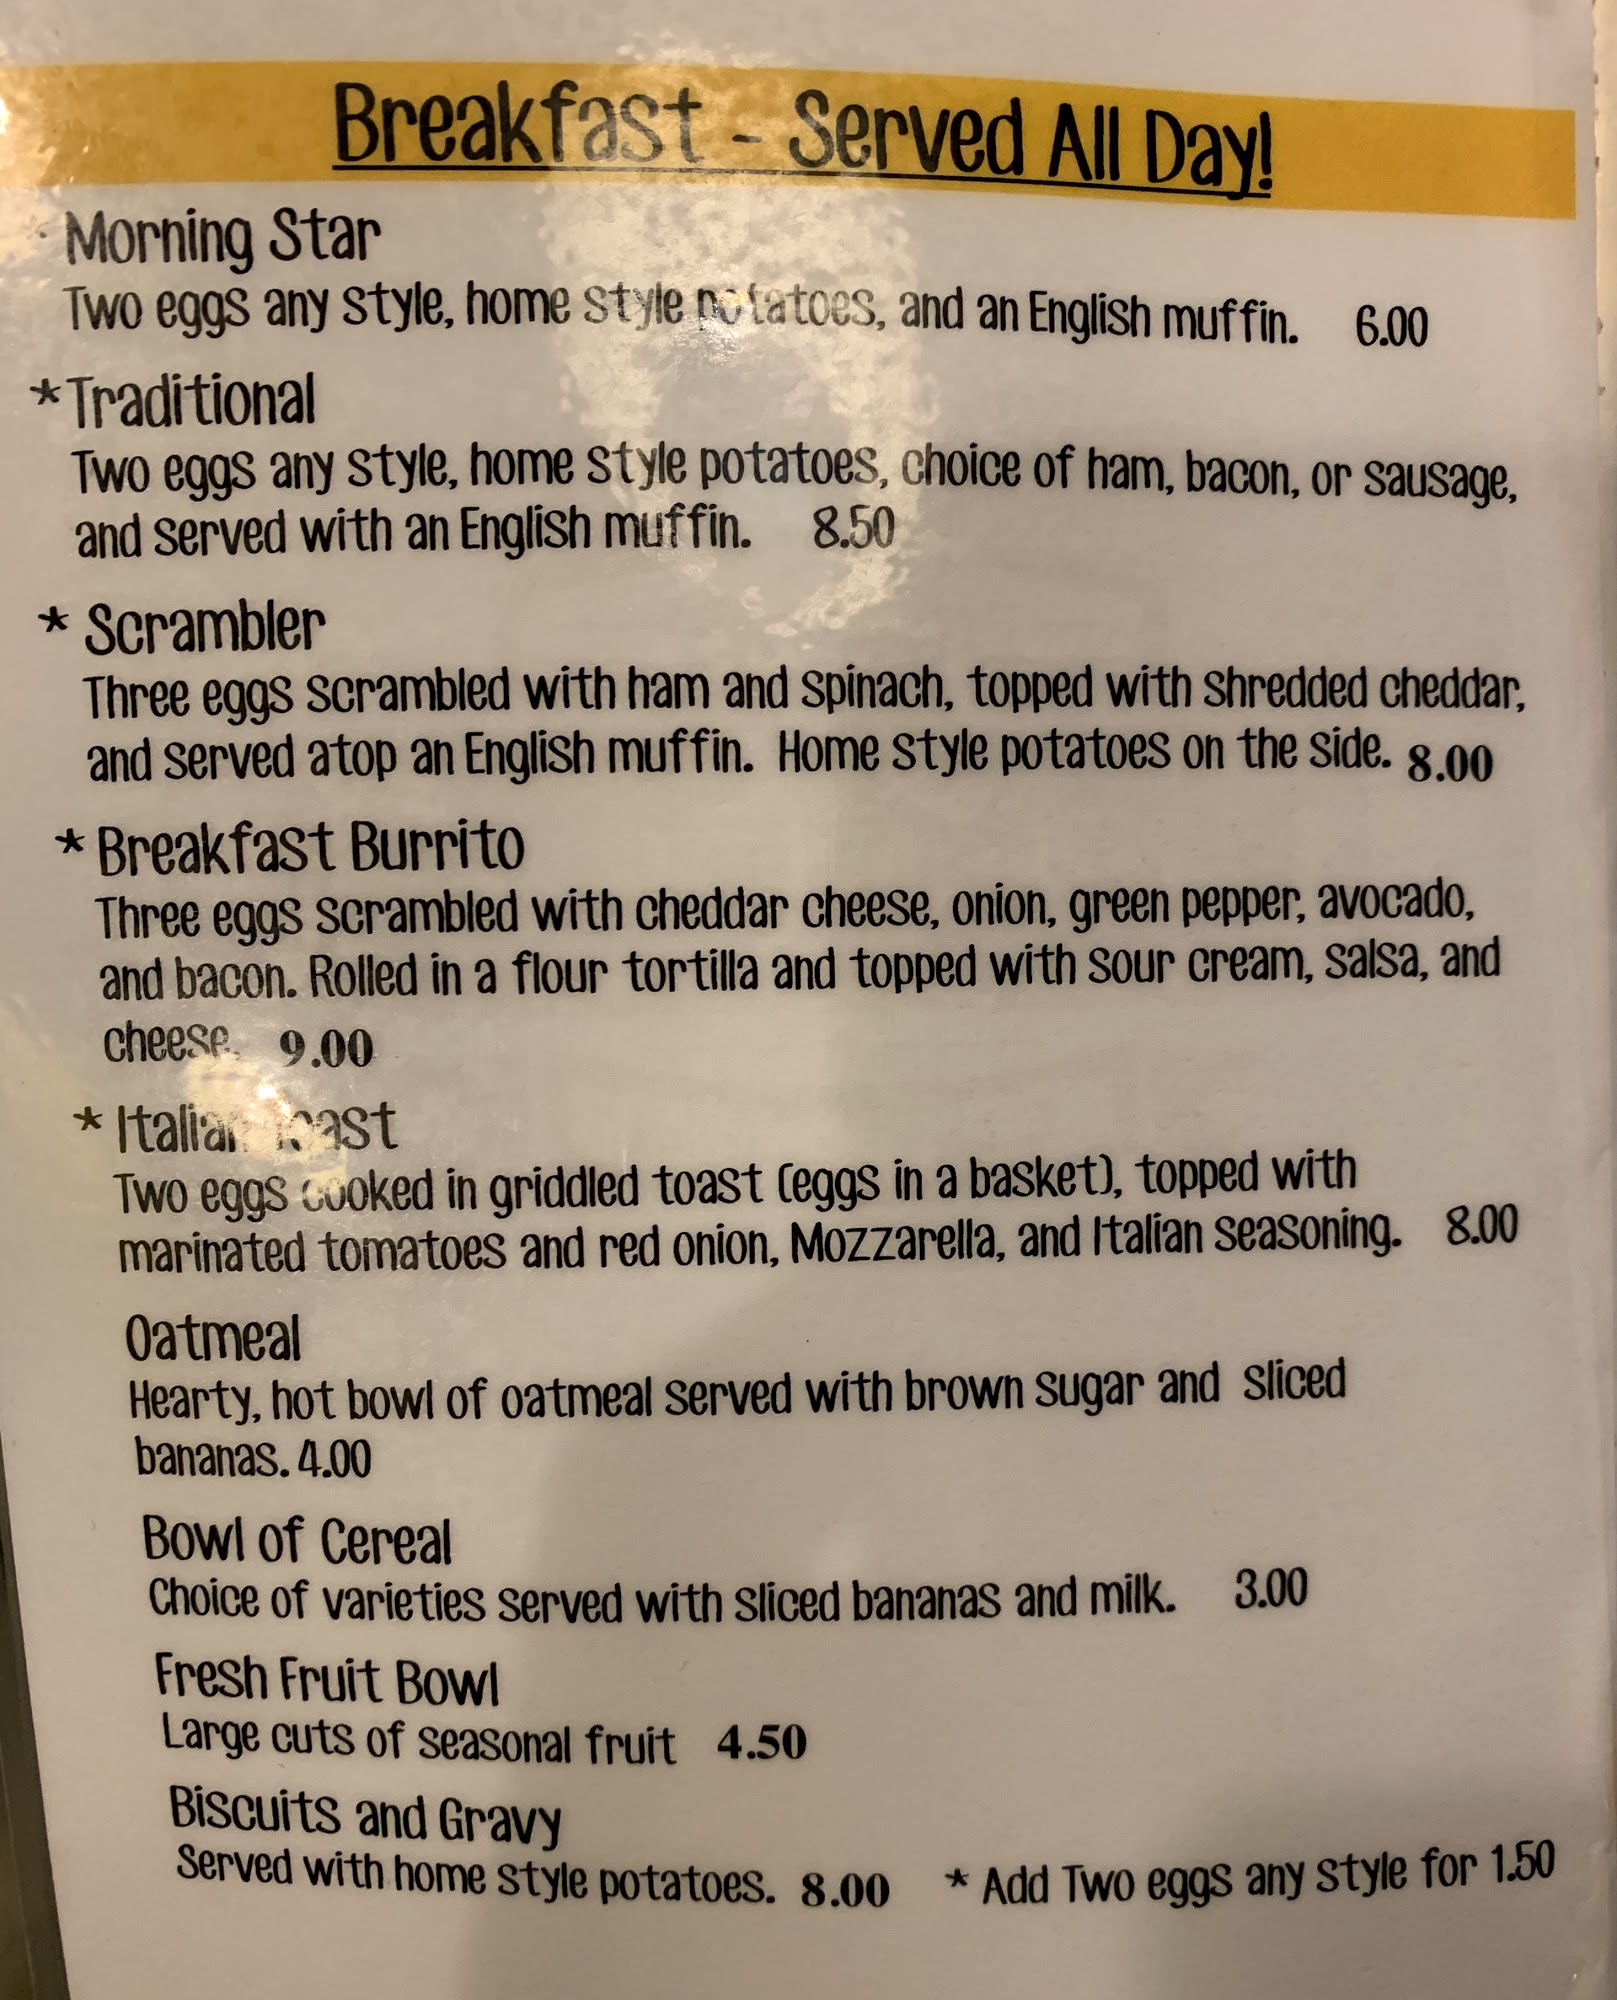 Breakfast - Served All Day!
Morning Star
Two eggs any style, home style potatoes, and an English muffin. 6.00
*Traditional
Two eggs any style, home style potatoes, choice of ham, bacon, or sausage,
and served with an English muffin. 8.50
* Scrambler
Three eggs scrambled with ham and spinach, topped with shredded cheddar,
and served atop an English muffin. Home style potatoes on the side. 8.00
* Breakfast Burrito
Three eggs scrambled with cheddar cheese, onion, green pepper, avocado,
and bacon. Rolled in a flour tortilla and topped with sour cream, salsa, and
cheese. 9.00
* Italian Toast
Two eggs cooked in griddled toast (eggs in a basket), topped with
marinated tomatoes and red onion, Mozzarella, and Italian seasoning. 8.00
Oatmeal
Hearty, hot bowl of oatmeal served with brown sugar and sliced
bananas. 4.00
Bowl of Cereal
Choice of varieties served with sliced bananas and milk. 3.00
Fresh Fruit Bowl
Large cuts of seasonal fruit 4.50
Biscuits and Gravy
Served with home style potatoes. 8.00 * Add Two eggs any style for 1.50